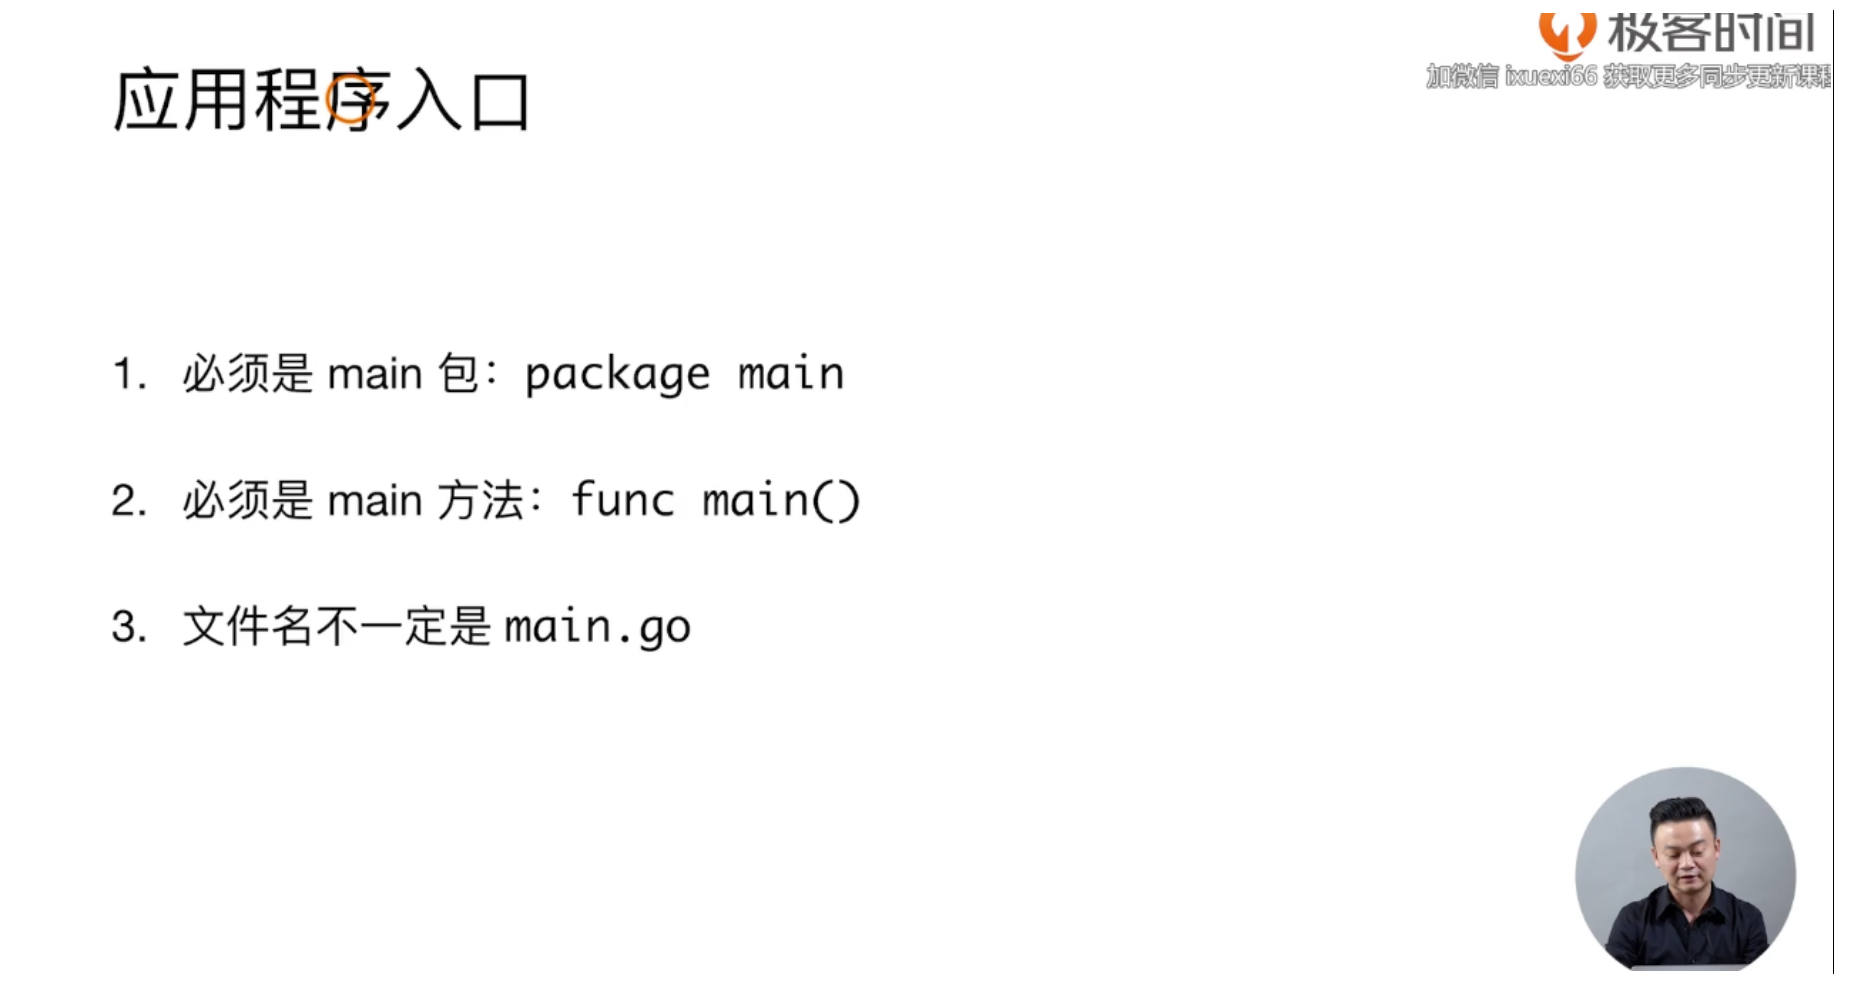 极客时间
加微信 ixuexi66 获取更多同步更新课程
应用程序入口
1. 必须是 main 包：package main
2. 必须是 main 方法：func main()
3. 文件名不一定是 main.go